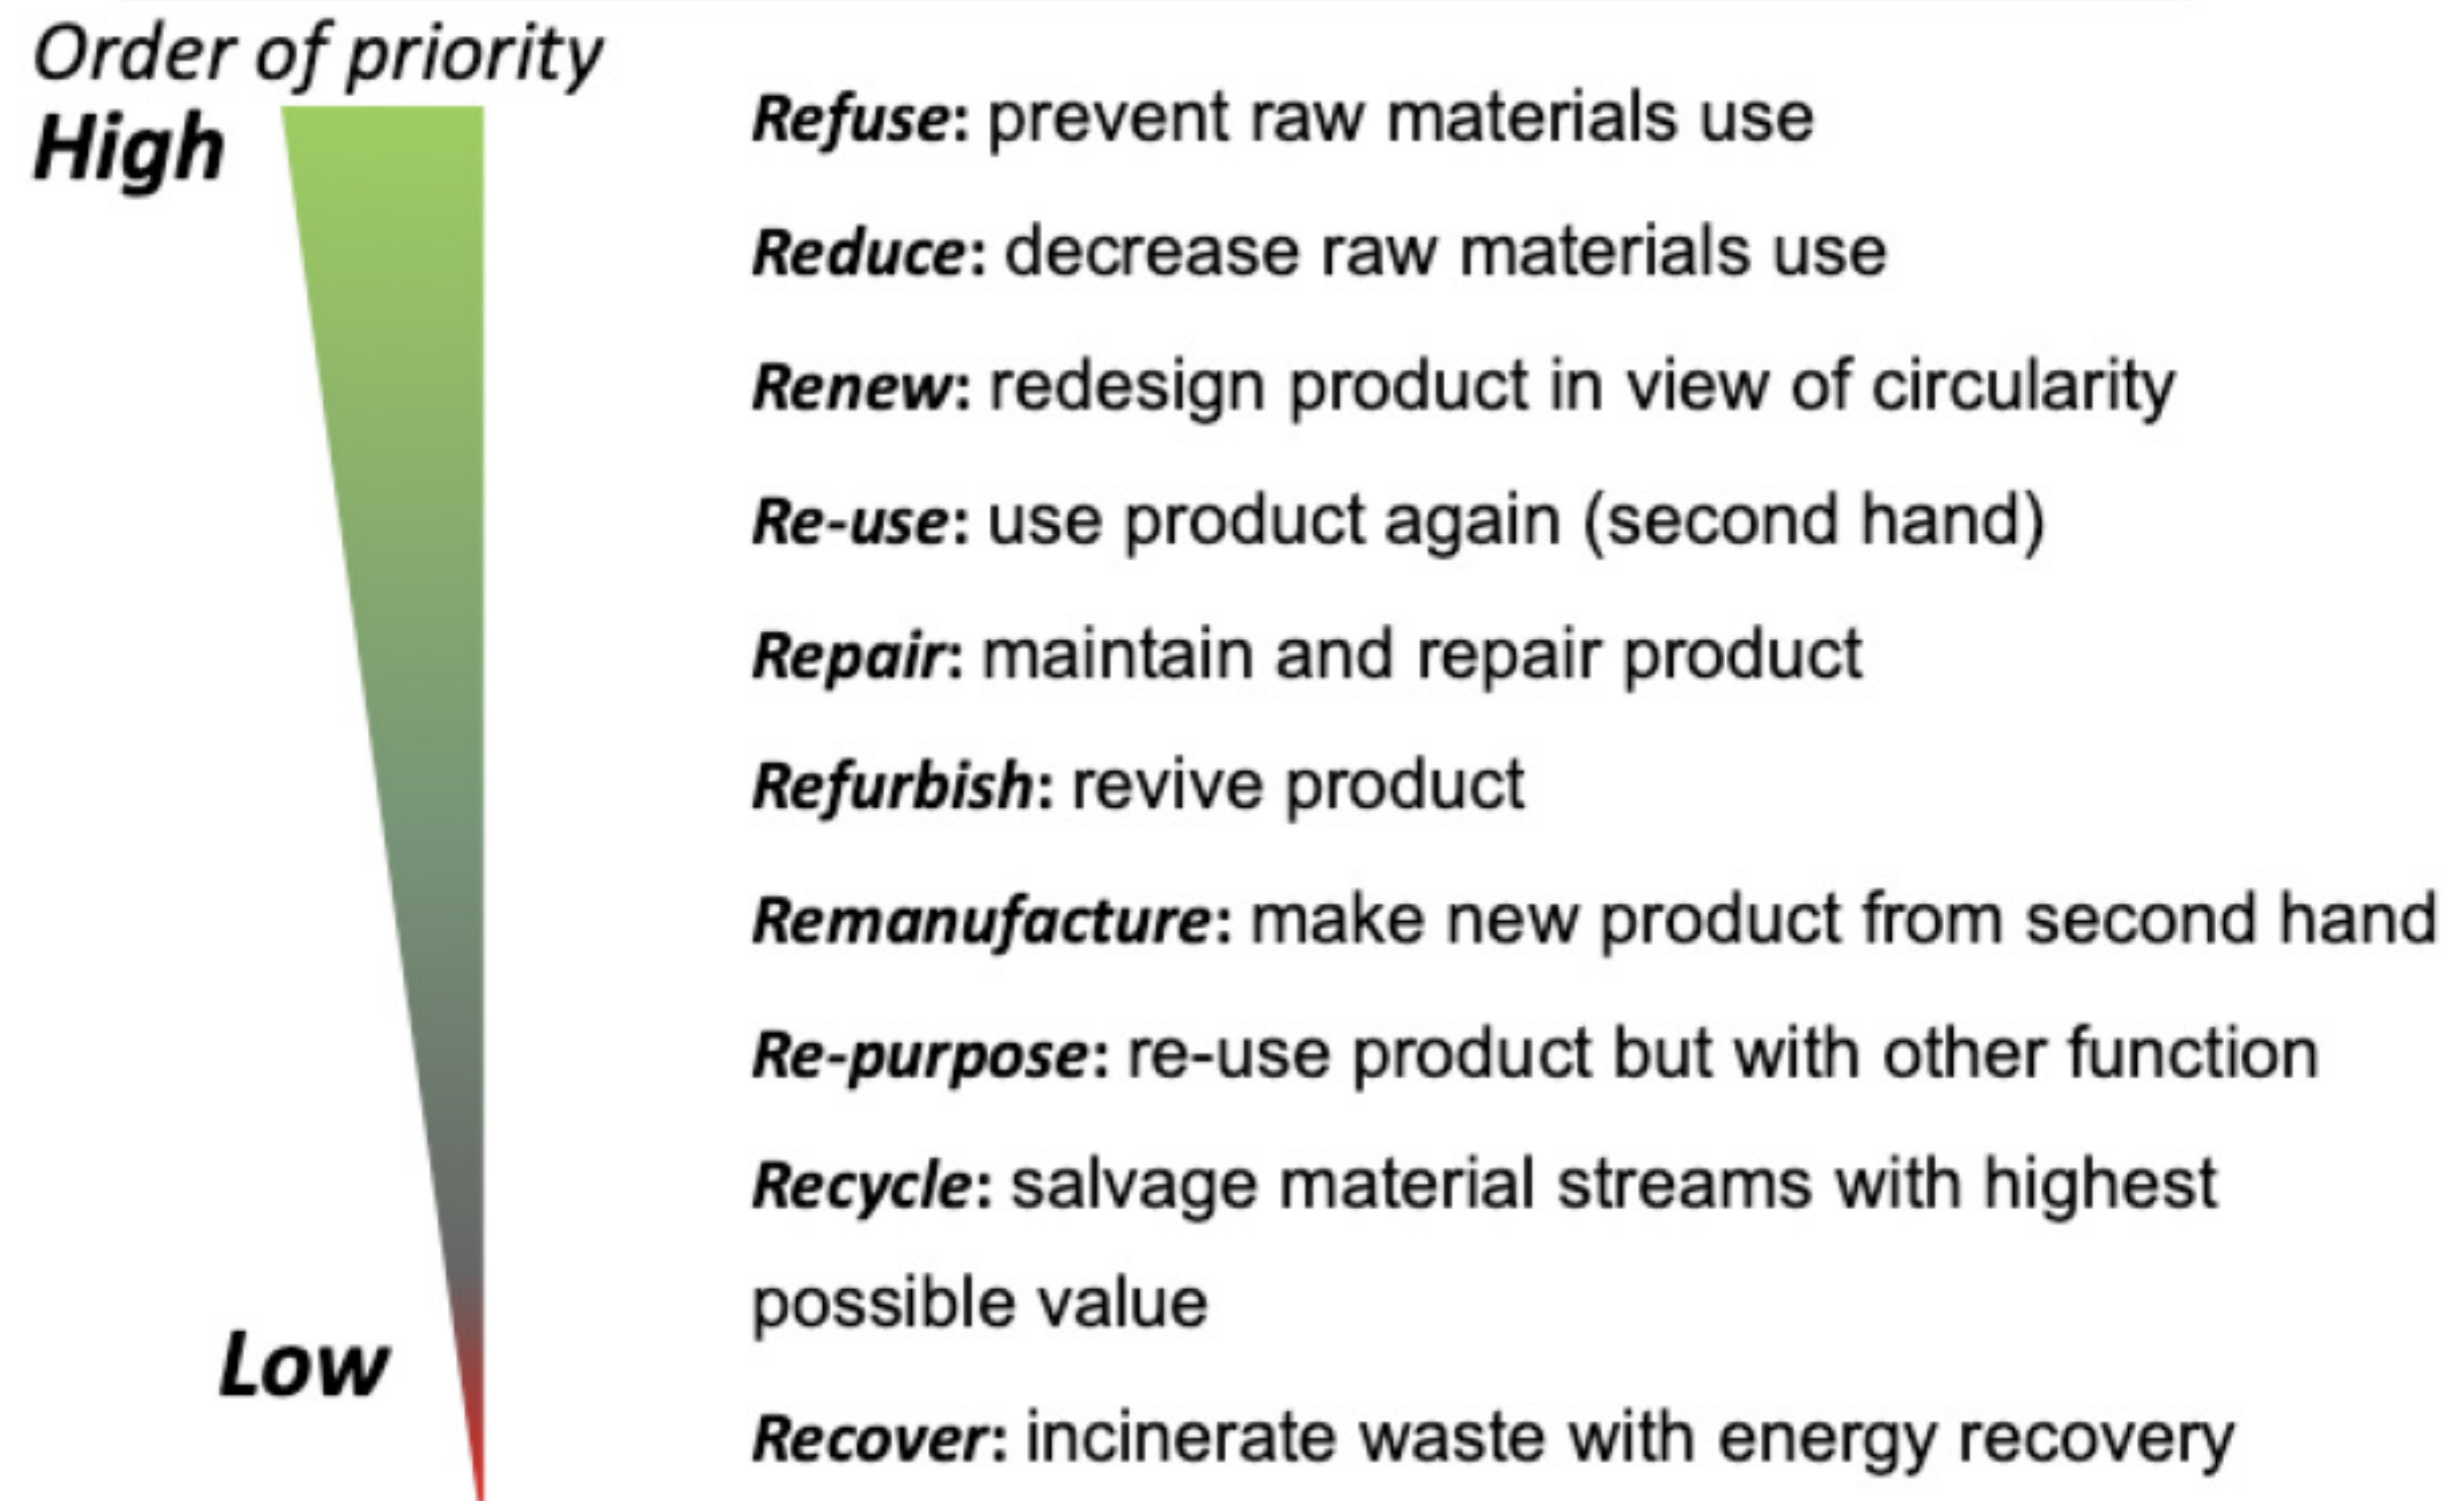 Order of priority
High
Refuse: prevent raw materials use
Reduce: decrease raw materials use
Renew: redesign product in view of circularity
Re-use: use product again (second hand)
Repair: maintain and repair product
Refurbish: revive product
Remanufacture: make new product from second hand
Re-purpose: re-use product but with other function
Recycle: salvage material streams with highest
possible value
Low
Recover: incinerate waste with energy recovery